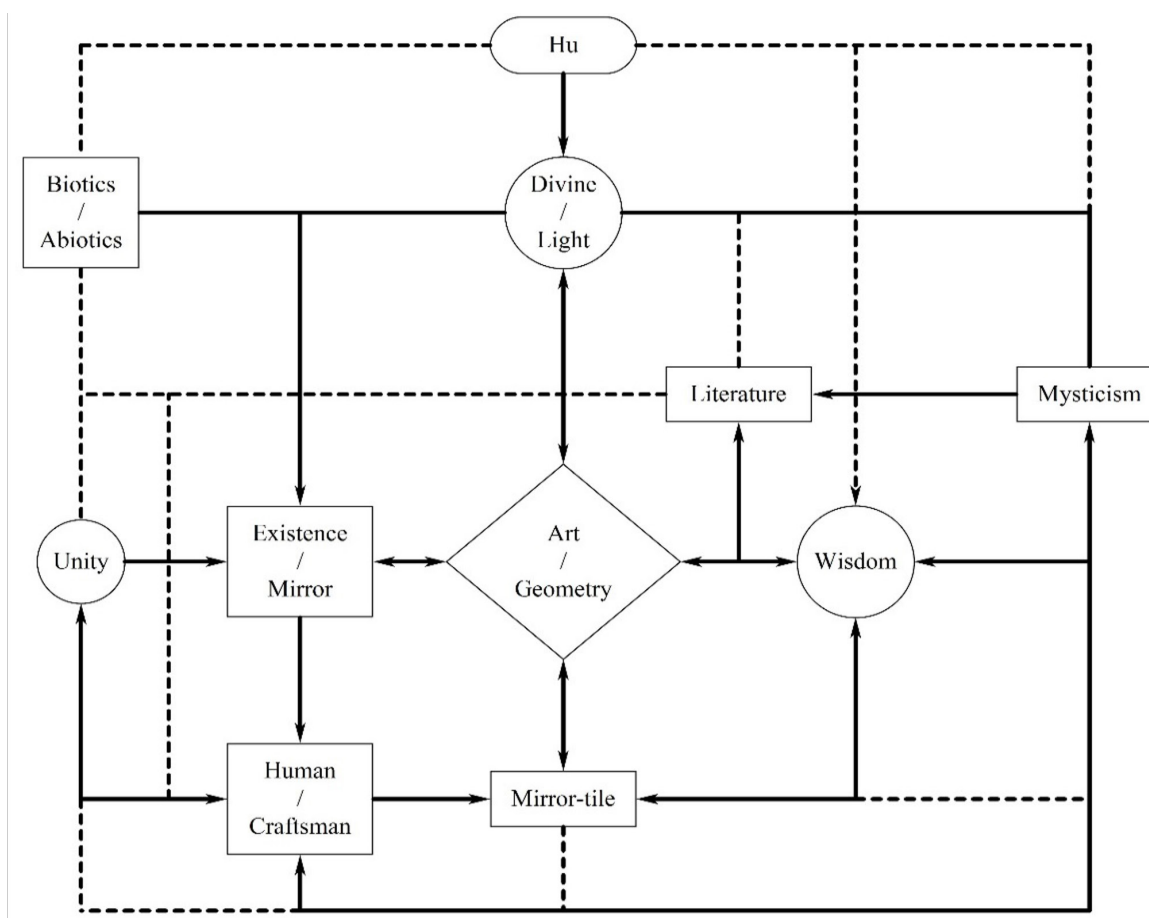 Hu
Biotics
/
Abiotics
Divine
/
Light
Literature
Mysticism
Unity
Existence
/
Mirror
Art
/
Geometry
Wisdom
Human
/
Craftsman
Mirror-tile